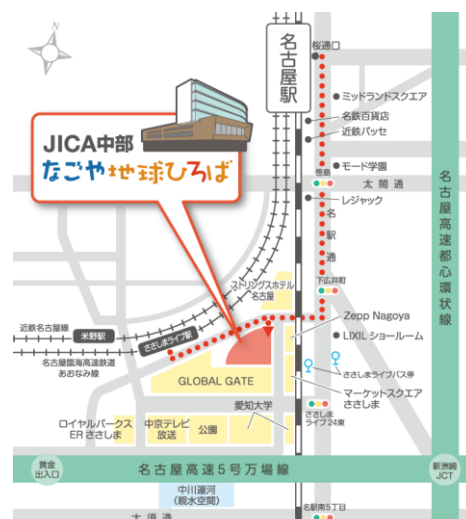 N
名古屋駅
桜通口
ミッドランドスクエア
名鉄百貨店
近鉄パッセ
モード学園
笹島
太閤通
レジャック
名駅通
名古屋高速都心環状線
JICA中部
なごや地球ひろば
下広井町
ストリングスホテル
名古屋
Zepp Nagoya
近鉄名古屋線
米野駅
ささしまライブ駅
LIXIL ショールーム
名古屋臨海高速鉄道
あおなみ線
ささしまライブバス停
GLOBAL GATE
マーケットスクエア
ささしま
愛知大学
ささしま
ライブ24東
ロイヤルパークス
ER ささしま
中京テレビ
放送
公園
黄金
出入口
名古屋高速5号万場線
新洲崎
JCT
中川運河
(親水空間)
名駅南5丁目